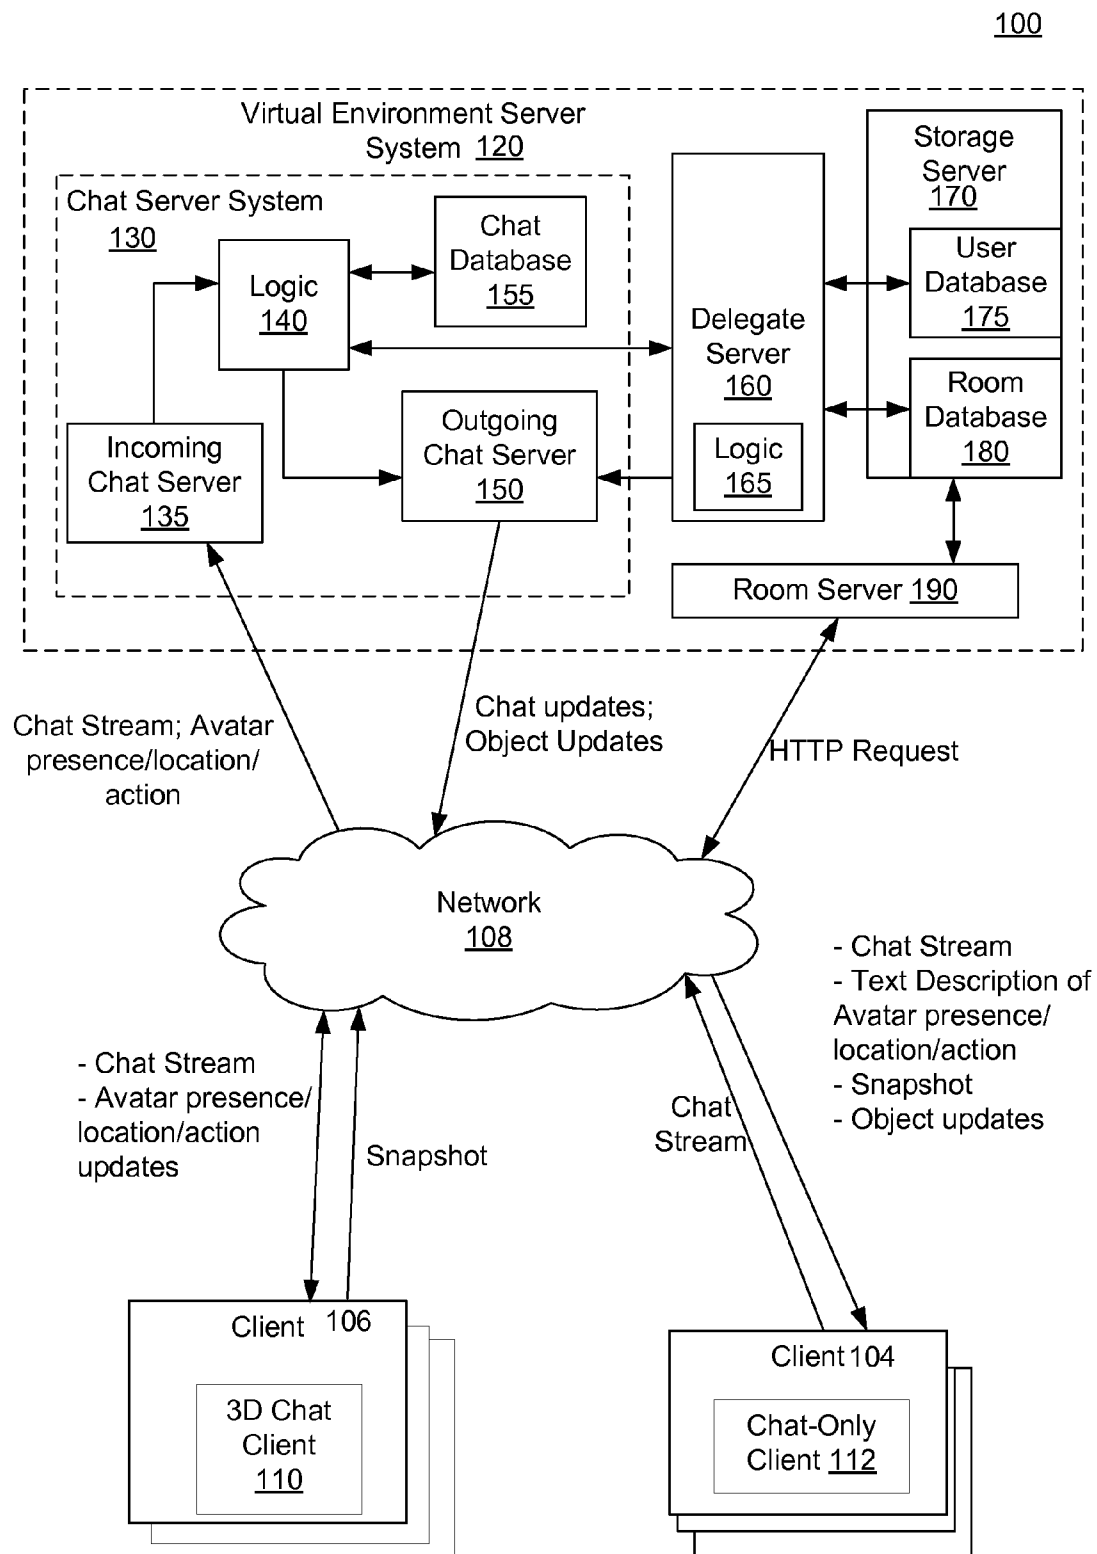 100
Virtual Environment Server
System 120
Chat Server System
130
Logic
140
Chat
Database
155
Incoming
Chat Server
135
Outgoing
Chat Server
150
Delegate
Server
160
Logic
165
Storage
Server
170
User
Database
175
Room
Database
180
Room Server 190
Chat Stream; Avatar
presence/location/
action
Chat updates;
Object Updates
HTTP Request
Network
108
- Chat Stream
- Avatar presence/
location/action
updates
Snapshot
Chat
Stream
- Chat Stream
- Text Description of
Avatar presence/
location/action
- Snapshot
- Object updates
Client 106
3D Chat
Client
110
Client 104
Chat-Only
Client 112